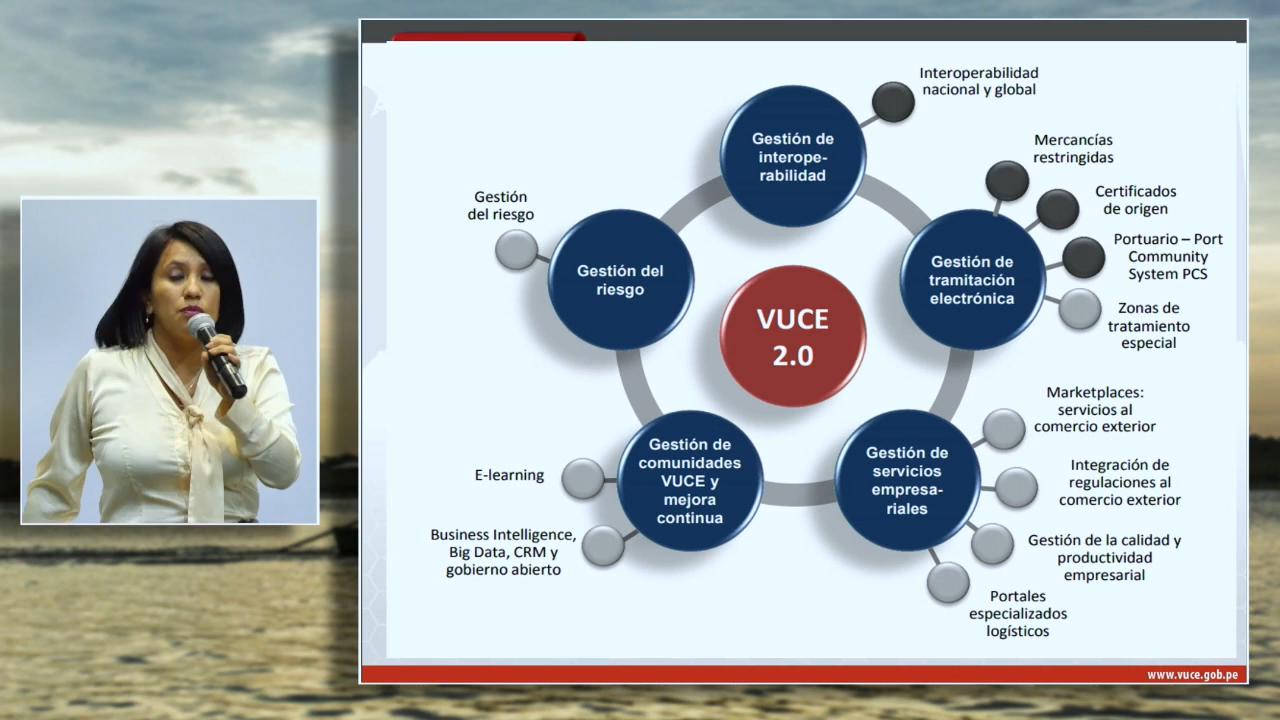 Interoperabilidad
nacional y global
Gestión de
interope-
rabilidad
Mercancías
restringidas
Certificados
de origen
Portuario – Port
Community
System PCS
Zonas de
tratamiento
especial
Gestión de
tramitación
electrónica
Gestión
del riesgo
Gestión del
riesgo
VUCE
2.0
Marketplaces:
servicios al
comercio exterior
Integración de
regulaciones al
comercio exterior
Gestión de la calidad y
productividad
empresarial
Portales
especializados
logísticos
Gestión de
servicios
empresa-
riales
Gestión de
comunidades
VUCE y
mejora
continua
E-learning
Business Intelligence,
Big Data, CRM y
gobierno abierto
www.vuce.gob.pe